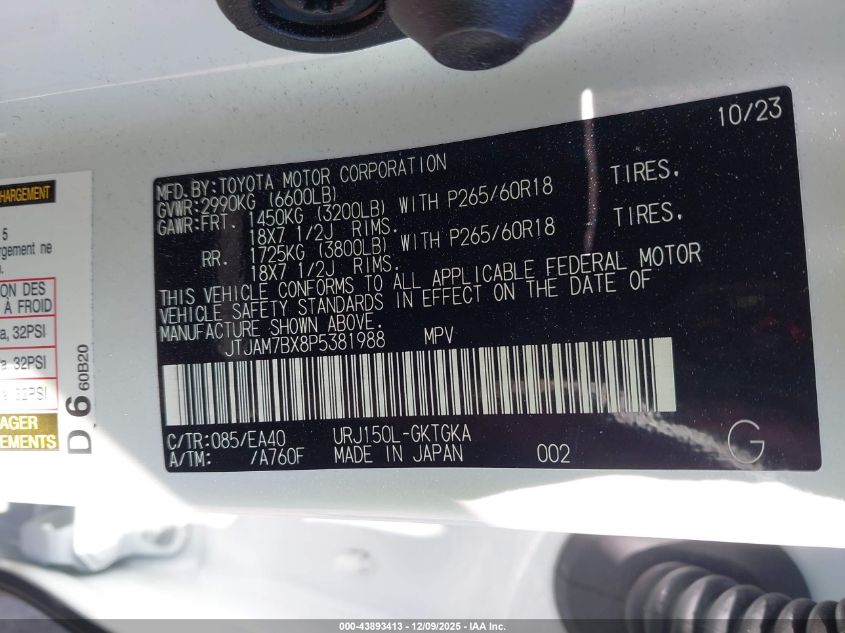 10/23
MFD.BY:TOYOTA MOTOR CORPORATION
GVWR:2990KG (6600LB)
GAWR:FRT. 1450KG (3200LB) WITH P265/60R18 TIRES.
18X7 1/2J RIMS.
RR. 1725KG (3800LB) WITH P265/60R18 TIRES.
18X7 1/2J RIMS.
THIS VEHICLE CONFORMS TO ALL APPLICABLE FEDERAL MOTOR
VEHICLE SAFETY STANDARDS IN EFFECT ON THE DATE OF
MANUFACTURE SHOWN ABOVE.
JTJAM7BX8P5381988 MPV
C/TR:085/EA40 URJ150L-GKTGKA
A/TM: /A760F MADE IN JAPAN 002 G
HARGEMENT
5
rgement ne
ON DES
À FROID
a, 32PSI
a, 32PSI
a, 32PSI
AGER
EMENTS
D 6 60B20
000-43893413 - 12/09/2025 - IAA Inc.